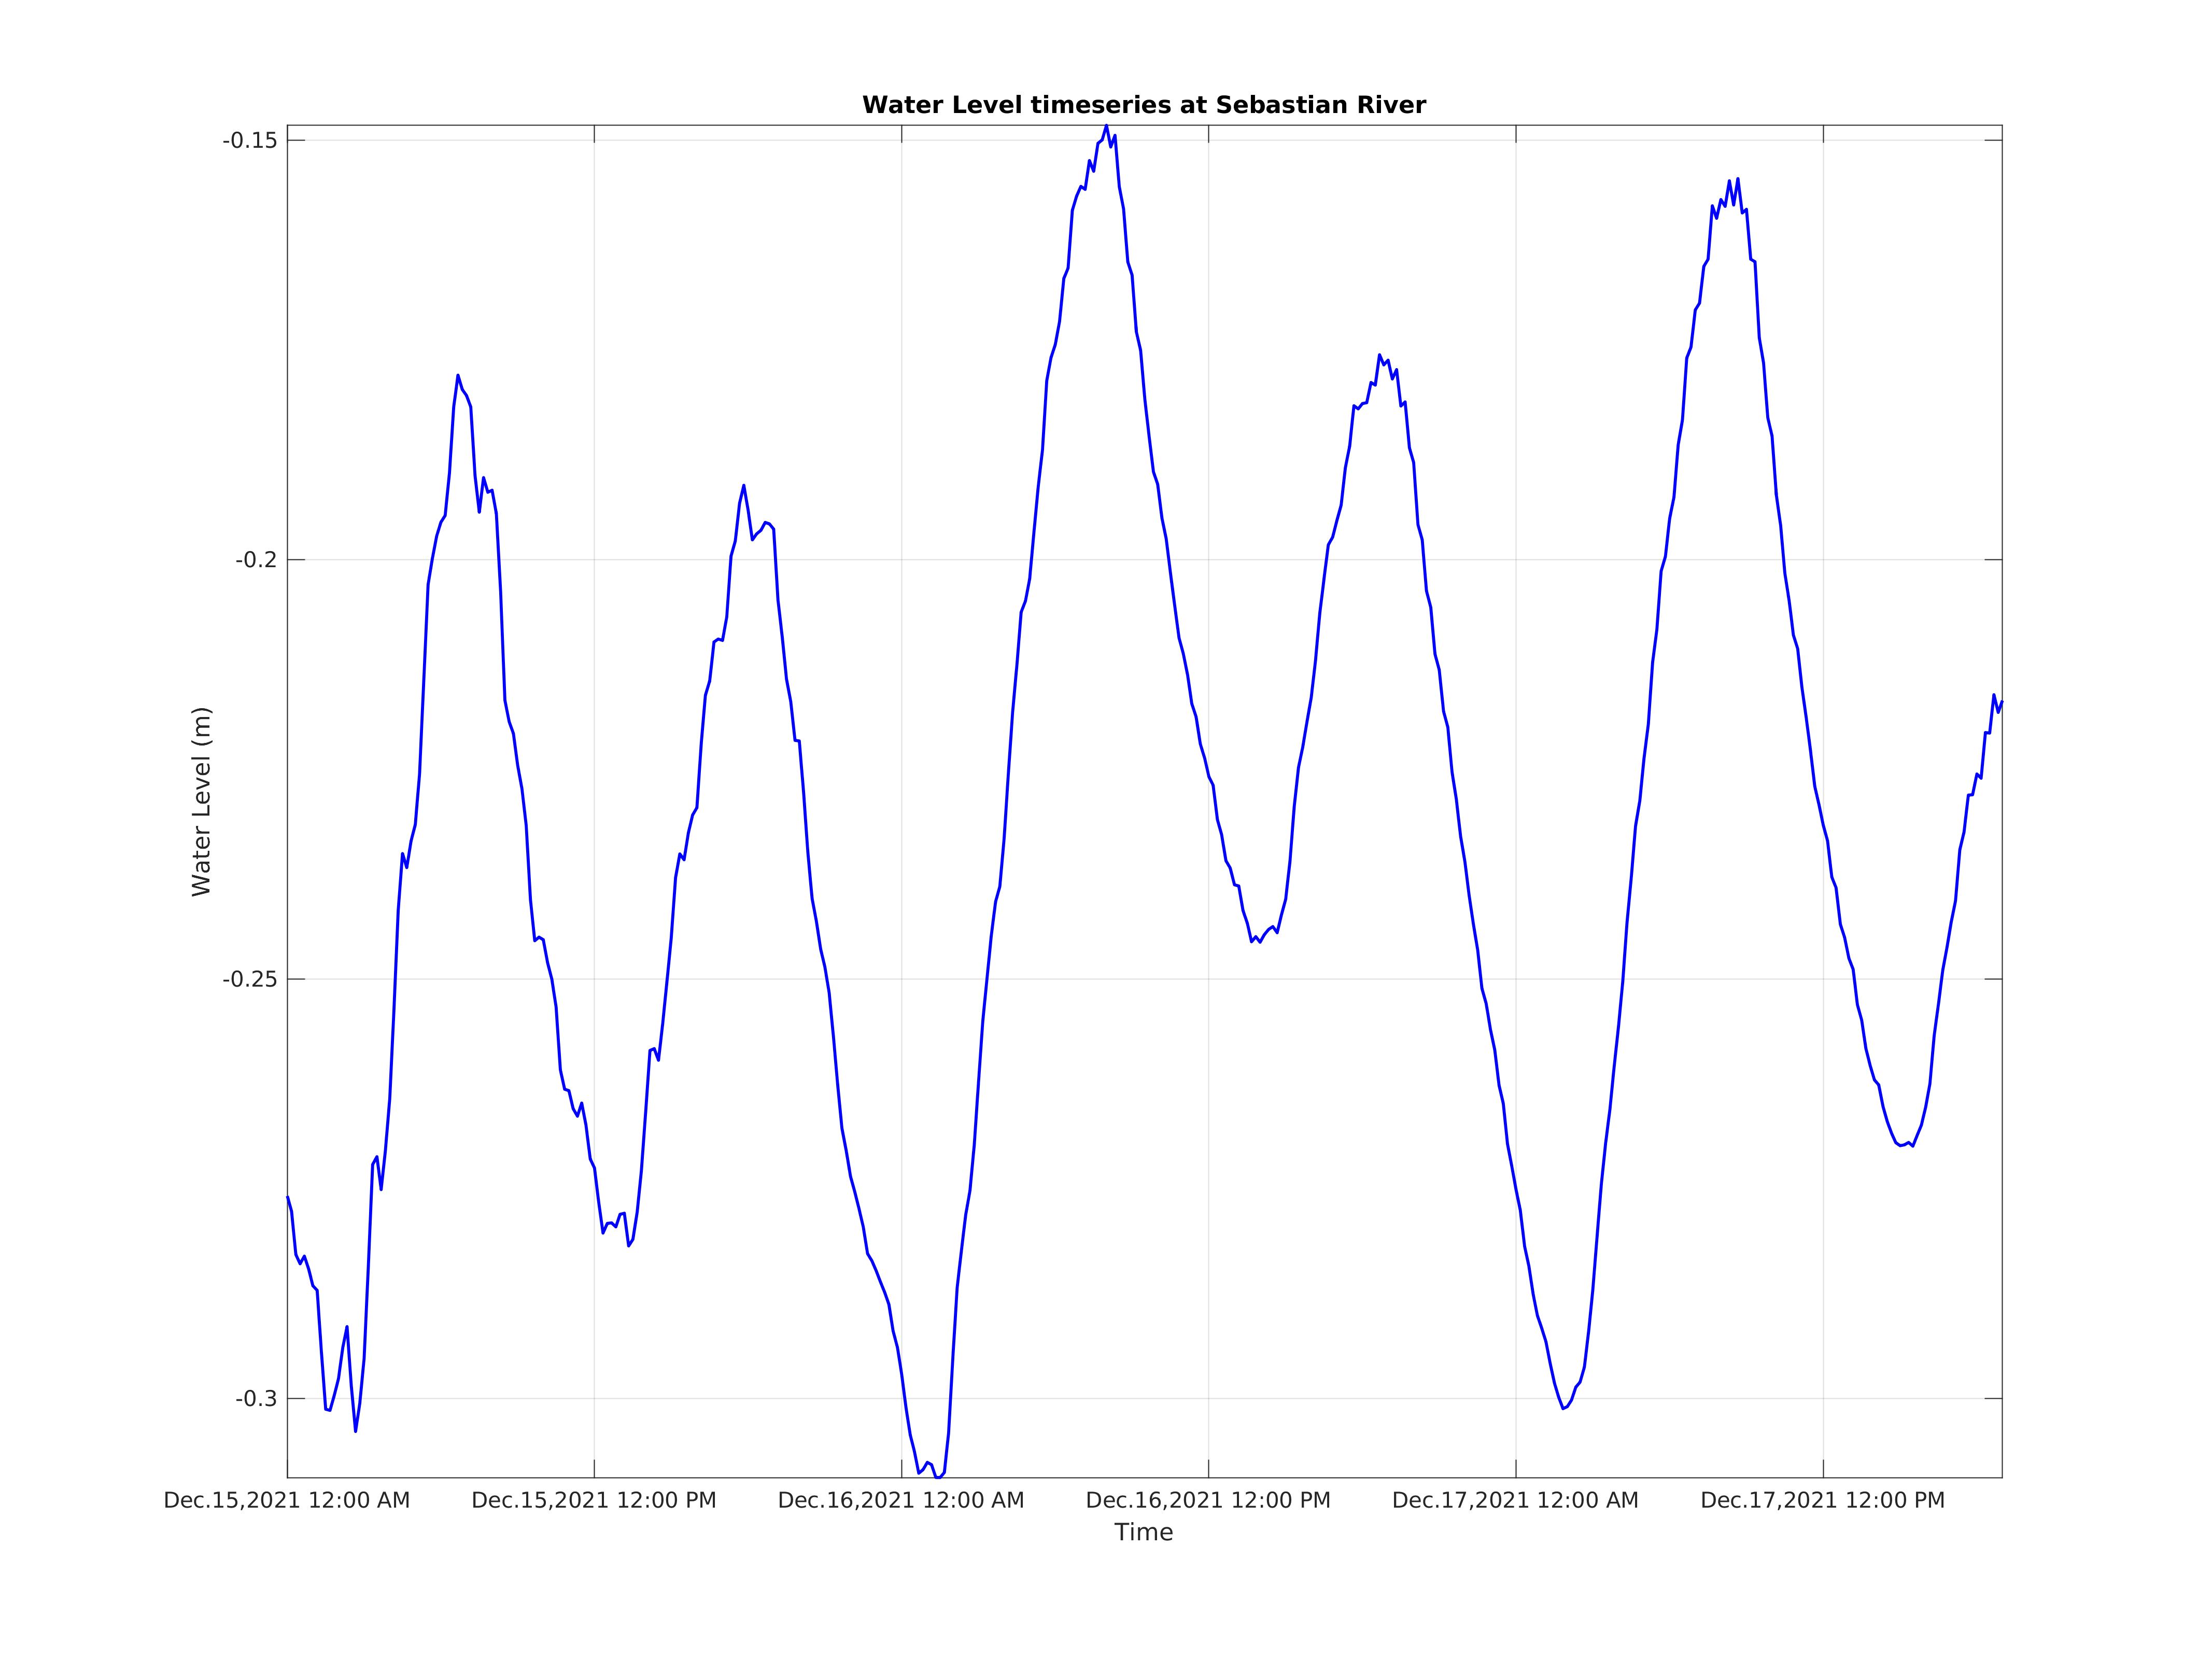 Water Level timeseries at Sebastian River
-0.15
-0.2
-0.25
-0.3
Water Level (m)
Dec.15,2021 12:00 AM
Dec.15,2021 12:00 PM
Dec.16,2021 12:00 AM
Dec.16,2021 12:00 PM
Dec.17,2021 12:00 AM
Dec.17,2021 12:00 PM
Time